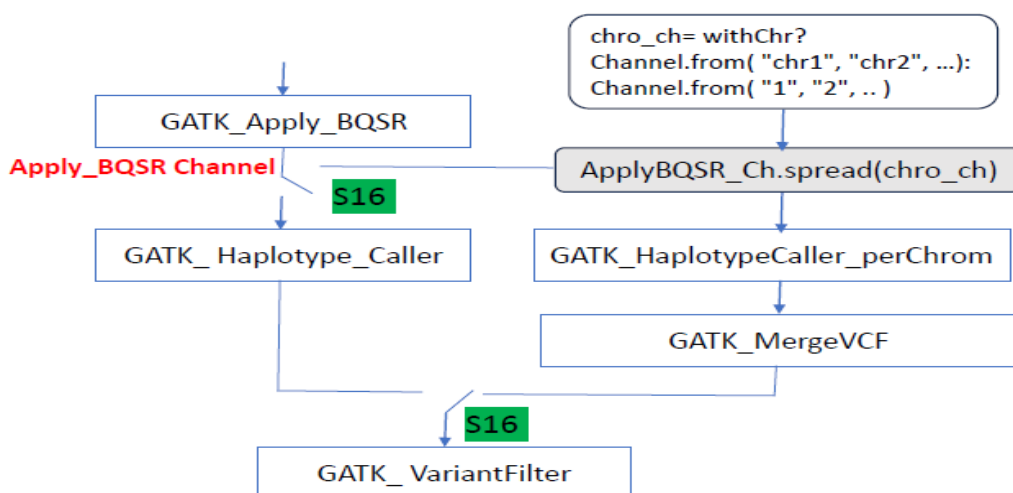 chro_ch= withChr?
Channel.from( "chr1", "chr2", ...):
Channel.from( "1", "2", .. )
GATK_Apply_BQSR
Apply_BQSR Channel
ApplyBQSR_Ch.spread(chro_ch)
S16
GATK_ Haplotype_Caller
GATK_HaplotypeCaller_perChrom
GATK_MergeVCF
S16
GATK_ VariantFilter